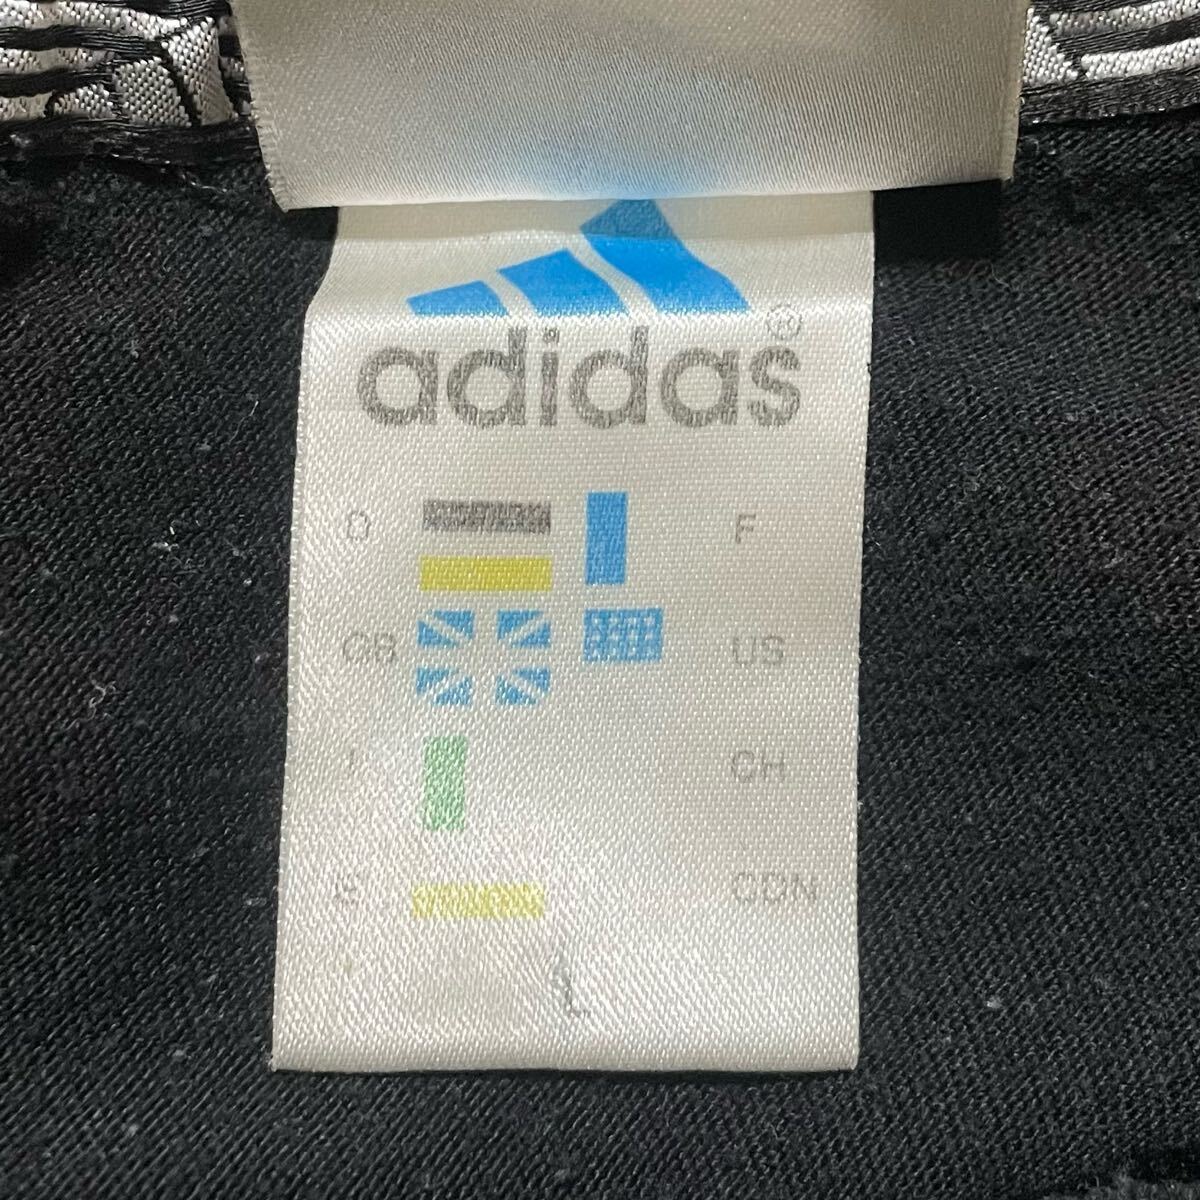 adidas®
D F
GB US
I CH
E CDN
L